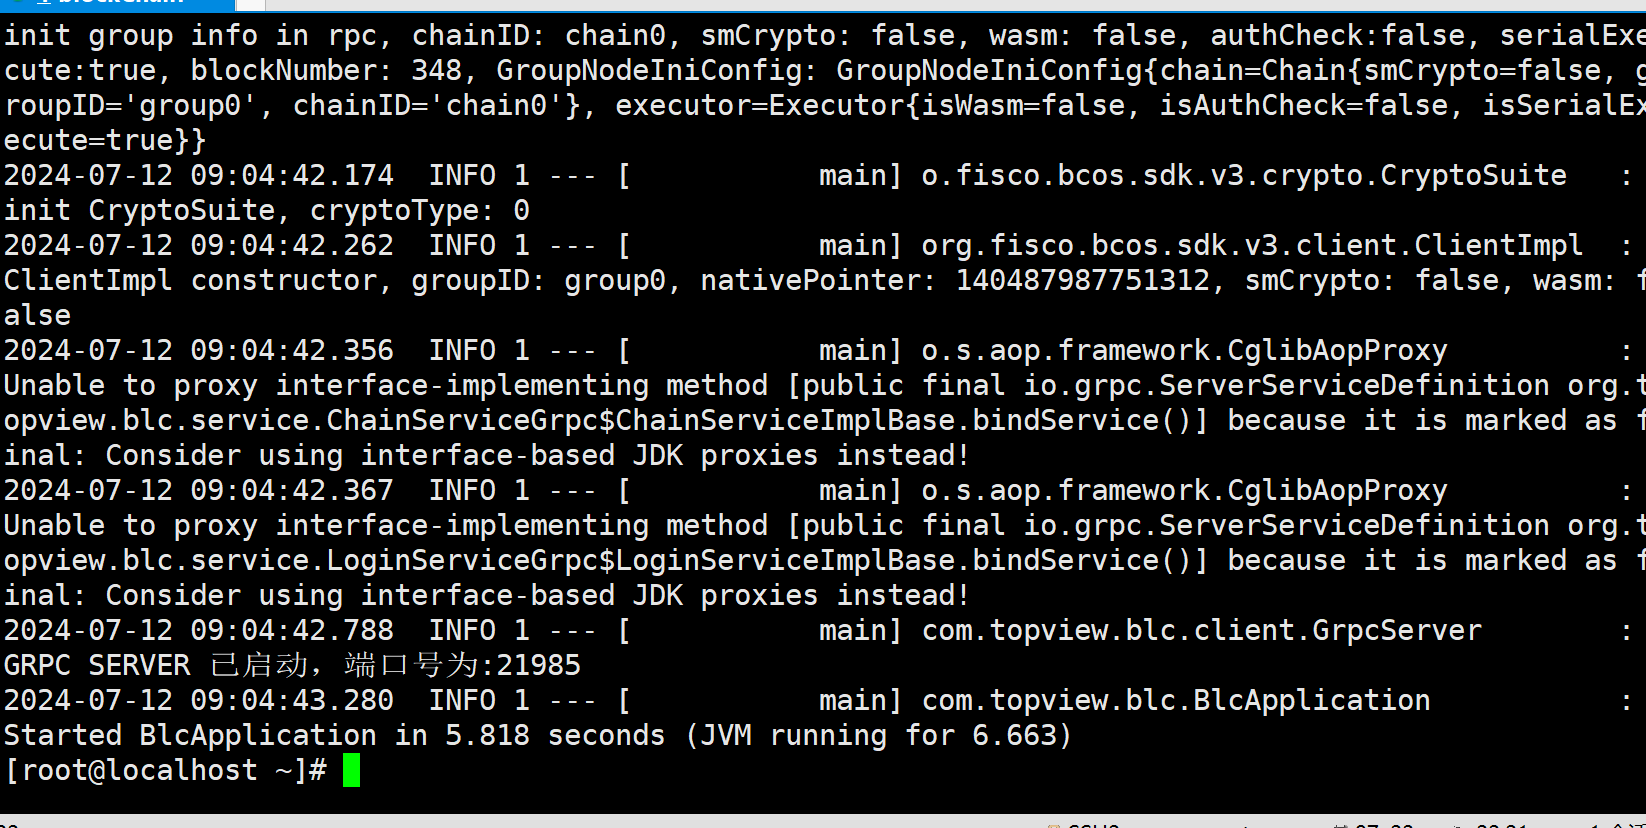 init group info in rpc, chainID: chain0, smCrypto: false, wasm: false, authCheck:false, serialExe
cute:true, blockNumber: 348, GroupNodeIniConfig: GroupNodeIniConfig{chain=Chain{smCrypto=false, g
roupID='group0', chainID='chain0'}, executor=Executor{isWasm=false, isAuthCheck=false, isSerialEx
ecute=true}}
2024-07-12 09:04:42.174  INFO 1 --- [           main] o.fisco.bcos.sdk.v3.crypto.CryptoSuite   :
init CryptoSuite, cryptoType: 0
2024-07-12 09:04:42.262  INFO 1 --- [           main] org.fisco.bcos.sdk.v3.client.ClientImpl  :
ClientImpl constructor, groupID: group0, nativePointer: 140487987751312, smCrypto: false, wasm: f
alse
2024-07-12 09:04:42.356  INFO 1 --- [           main] o.s.aop.framework.CglibAopProxy          :
Unable to proxy interface-implementing method [public final io.grpc.ServerServiceDefinition org.t
opview.blc.service.ChainServiceGrpc$ChainServiceImplBase.bindService()] because it is marked as f
inal: Consider using interface-based JDK proxies instead!
2024-07-12 09:04:42.367  INFO 1 --- [           main] o.s.aop.framework.CglibAopProxy          :
Unable to proxy interface-implementing method [public final io.grpc.ServerServiceDefinition org.t
opview.blc.service.LoginServiceGrpc$LoginServiceImplBase.bindService()] because it is marked as f
inal: Consider using interface-based JDK proxies instead!
2024-07-12 09:04:42.788  INFO 1 --- [           main] com.topview.blc.client.GrpcServer        :
GRPC SERVER 已启动，端口号为:21985
2024-07-12 09:04:43.280  INFO 1 --- [           main] com.topview.blc.BlcApplication           :
Started BlcApplication in 5.818 seconds (JVM running for 6.663)
[root@localhost ~]#